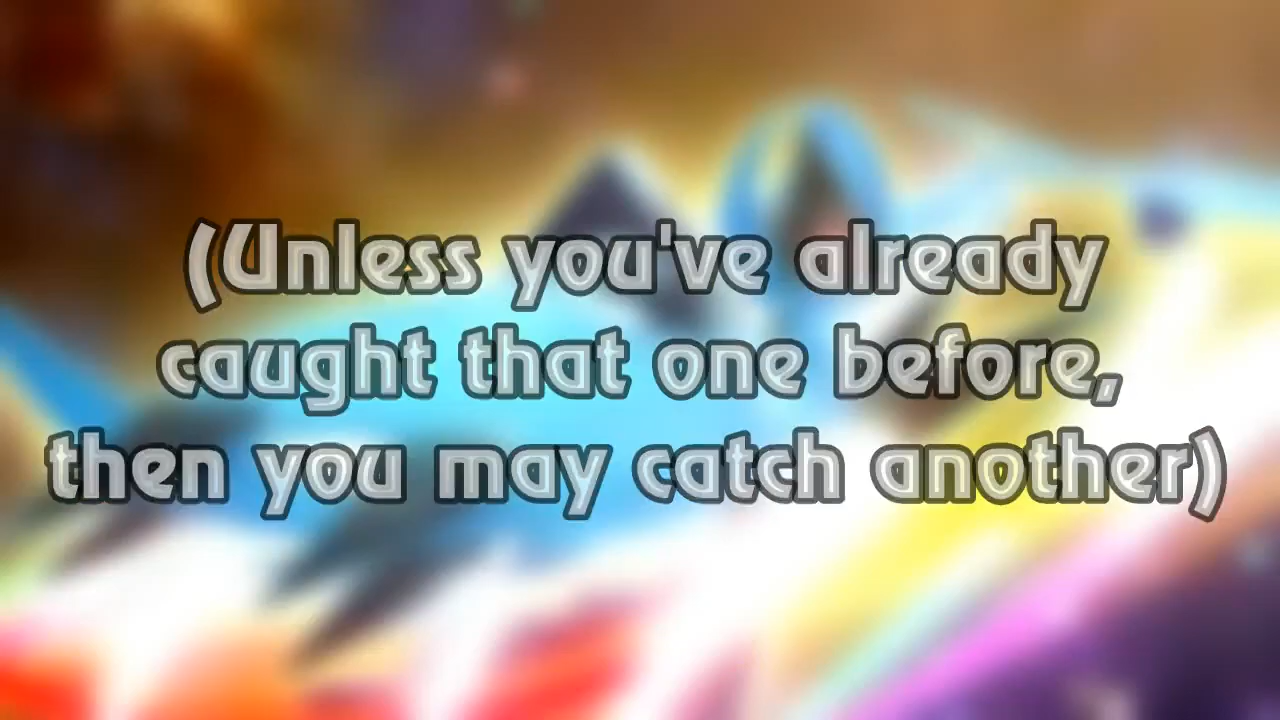 (Unless you've already
caught that one before,
then you may catch another)